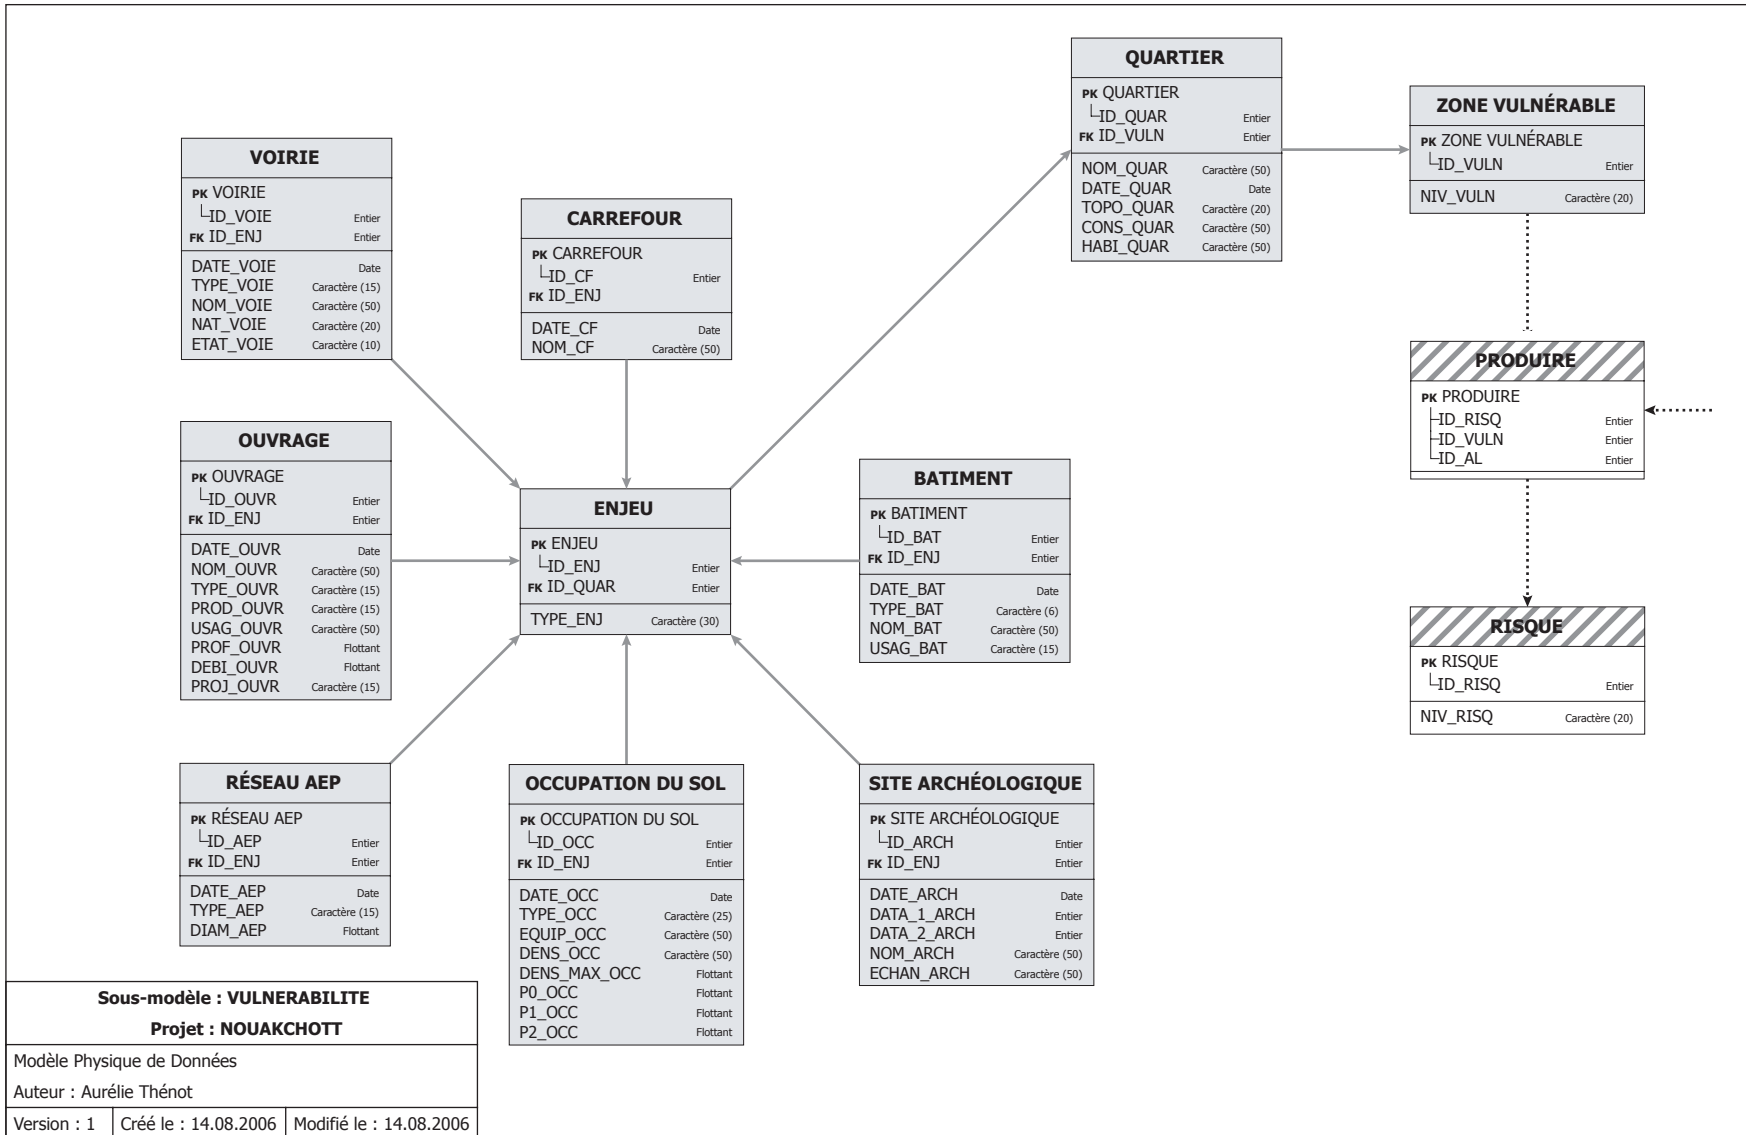 QUARTIER
PK QUARTIER
ID_QUAR Entier
FK ID_VULN Entier
NOM_QUAR Caractère (50)
DATE_QUAR Date
TOPO_QUAR Caractère (20)
CONS_QUAR Caractère (50)
HABI_QUAR Caractère (50)
ZONE VULNÉRABLE
PK ZONE VULNÉRABLE
ID_VULN Entier
NIV_VULN Caractère (20)
VOIRIE
PK VOIRIE
ID_VOIE Entier
FK ID_ENJ Entier
DATE_VOIE Date
TYPE_VOIE Caractère (15)
NOM_VOIE Caractère (50)
NAT_VOIE Caractère (20)
ETAT_VOIE Caractère (10)
CARREFOUR
PK CARREFOUR
ID_CF Entier
FK ID_ENJ
DATE_CF Date
NOM_CF Caractère (50)
PRODUIRE
PK PRODUIRE
ID_RISQ Entier
ID_VULN Entier
ID_AL Entier
OUVRAGE
PK OUVRAGE
ID_OUVR Entier
FK ID_ENJ Entier
DATE_OUVR Date
NOM_OUVR Caractère (50)
TYPE_OUVR Caractère (15)
PROD_OUVR Caractère (15)
USAG_OUVR Caractère (50)
PROF_OUVR Flottant
DEBI_OUVR Flottant
PROJ_OUVR Caractère (15)
ENJEU
PK ENJEU
ID_ENJ Entier
FK ID_QUAR Entier
TYPE_ENJ Caractère (30)
BATIMENT
PK BATIMENT
ID_BAT Entier
FK ID_ENJ Entier
DATE_BAT Date
TYPE_BAT Caractère (6)
NOM_BAT Caractère (50)
USAG_BAT Caractère (15)
RISQUE
PK RISQUE
ID_RISQ Entier
NIV_RISQ Caractère (20)
RÉSEAU AEP
PK RÉSEAU AEP
ID_AEP Entier
FK ID_ENJ Entier
DATE_AEP Date
TYPE_AEP Caractère (15)
DIAM_AEP Flottant
OCCUPATION DU SOL
PK OCCUPATION DU SOL
ID_OCC Entier
FK ID_ENJ Entier
DATE_OCC Date
TYPE_OCC Caractère (25)
EQUIP_OCC Caractère (50)
DENS_OCC Caractère (50)
DENS_MAX_OCC Flottant
P0_OCC Flottant
P1_OCC Flottant
P2_OCC Flottant
SITE ARCHÉOLOGIQUE
PK SITE ARCHÉOLOGIQUE
ID_ARCH Entier
FK ID_ENJ Entier
DATE_ARCH Date
DATA_1_ARCH Entier
DATA_2_ARCH Entier
NOM_ARCH Caractère (50)
ECHAN_ARCH Caractère (50)
Sous-modèle : VULNERABILITE
Projet : NOUAKCHOTT
Modèle Physique de Données
Auteur : Aurélie Thénot
Version : 1 Créé le : 14.08.2006 Modifié le : 14.08.2006